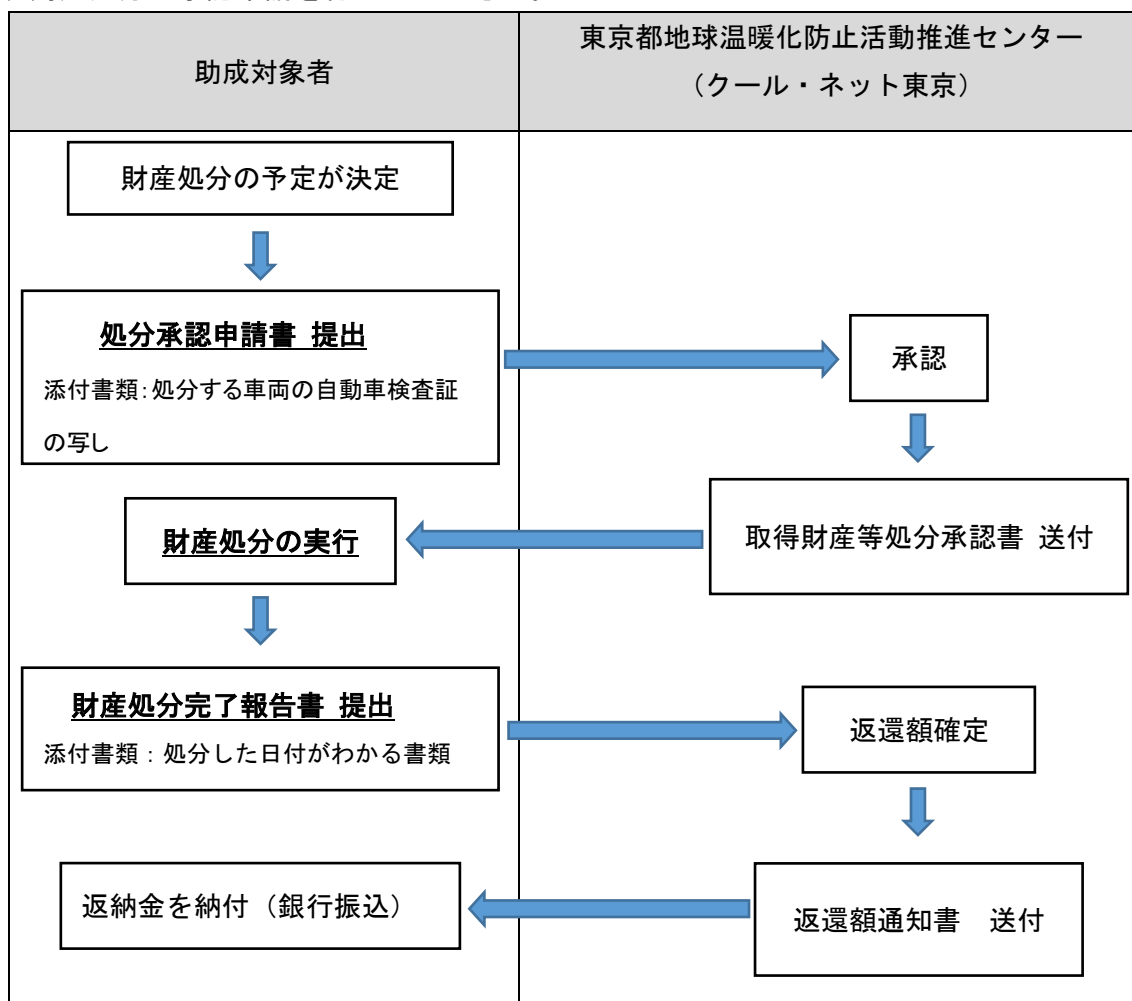 助成対象者
東京都地球温暖化防止活動推進センター
（クール・ネット東京）
財産処分の予定が決定
処分承認申請書 提出
添付書類：処分する車両の自動車検査証
の写し
承認
取得財産等処分承認書 送付
財産処分の実行
財産処分完了報告書 提出
添付書類：処分した日付がわかる書類
返還額確定
返還額通知書　送付
返納金を納付（銀行振込）